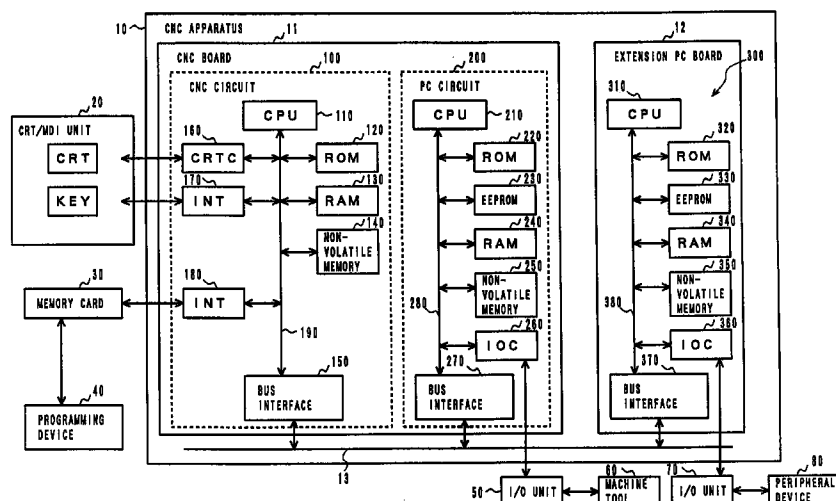 10
CNC APPARATUS
11
CNC BOARD
100
CNC CIRCUIT
CPU
110
160
CRTC
120
ROM
170
INT
130
RAM
140
NON-
VOLATILE
MEMORY
180
INT
190
150
BUS
INTERFACE
200
PC CIRCUIT
210
CPU
220
ROM
230
EEPROM
240
RAM
250
NON-
VOLATILE
MEMORY
280
260
IOC
270
BUS
INTERFACE
12
EXTENSION PC BOARD
300
310
CPU
320
ROM
330
EEPROM
340
RAM
350
NON-
VOLATILE
MEMORY
380
360
IOC
370
BUS
INTERFACE
20
CRT/MDI UNIT
CRT
KEY
30
MEMORY CARD
40
PROGRAMMING
DEVICE
13
50
I/O UNIT
60
MACHINE
TOOL
70
I/O UNIT
80
PERIPHERAL
DEVICE